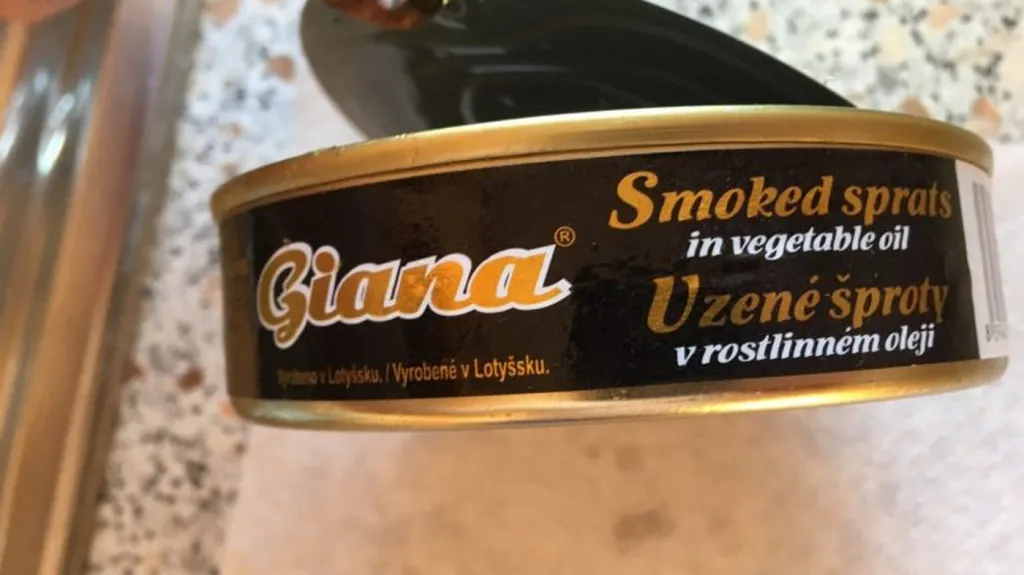 Giana®
Vyrobeno v Lotyšsku. / Vyrobené v Lotyšsku.
Smoked sprats
in vegetable oil
Uzené šproty
v rostlinném oleji